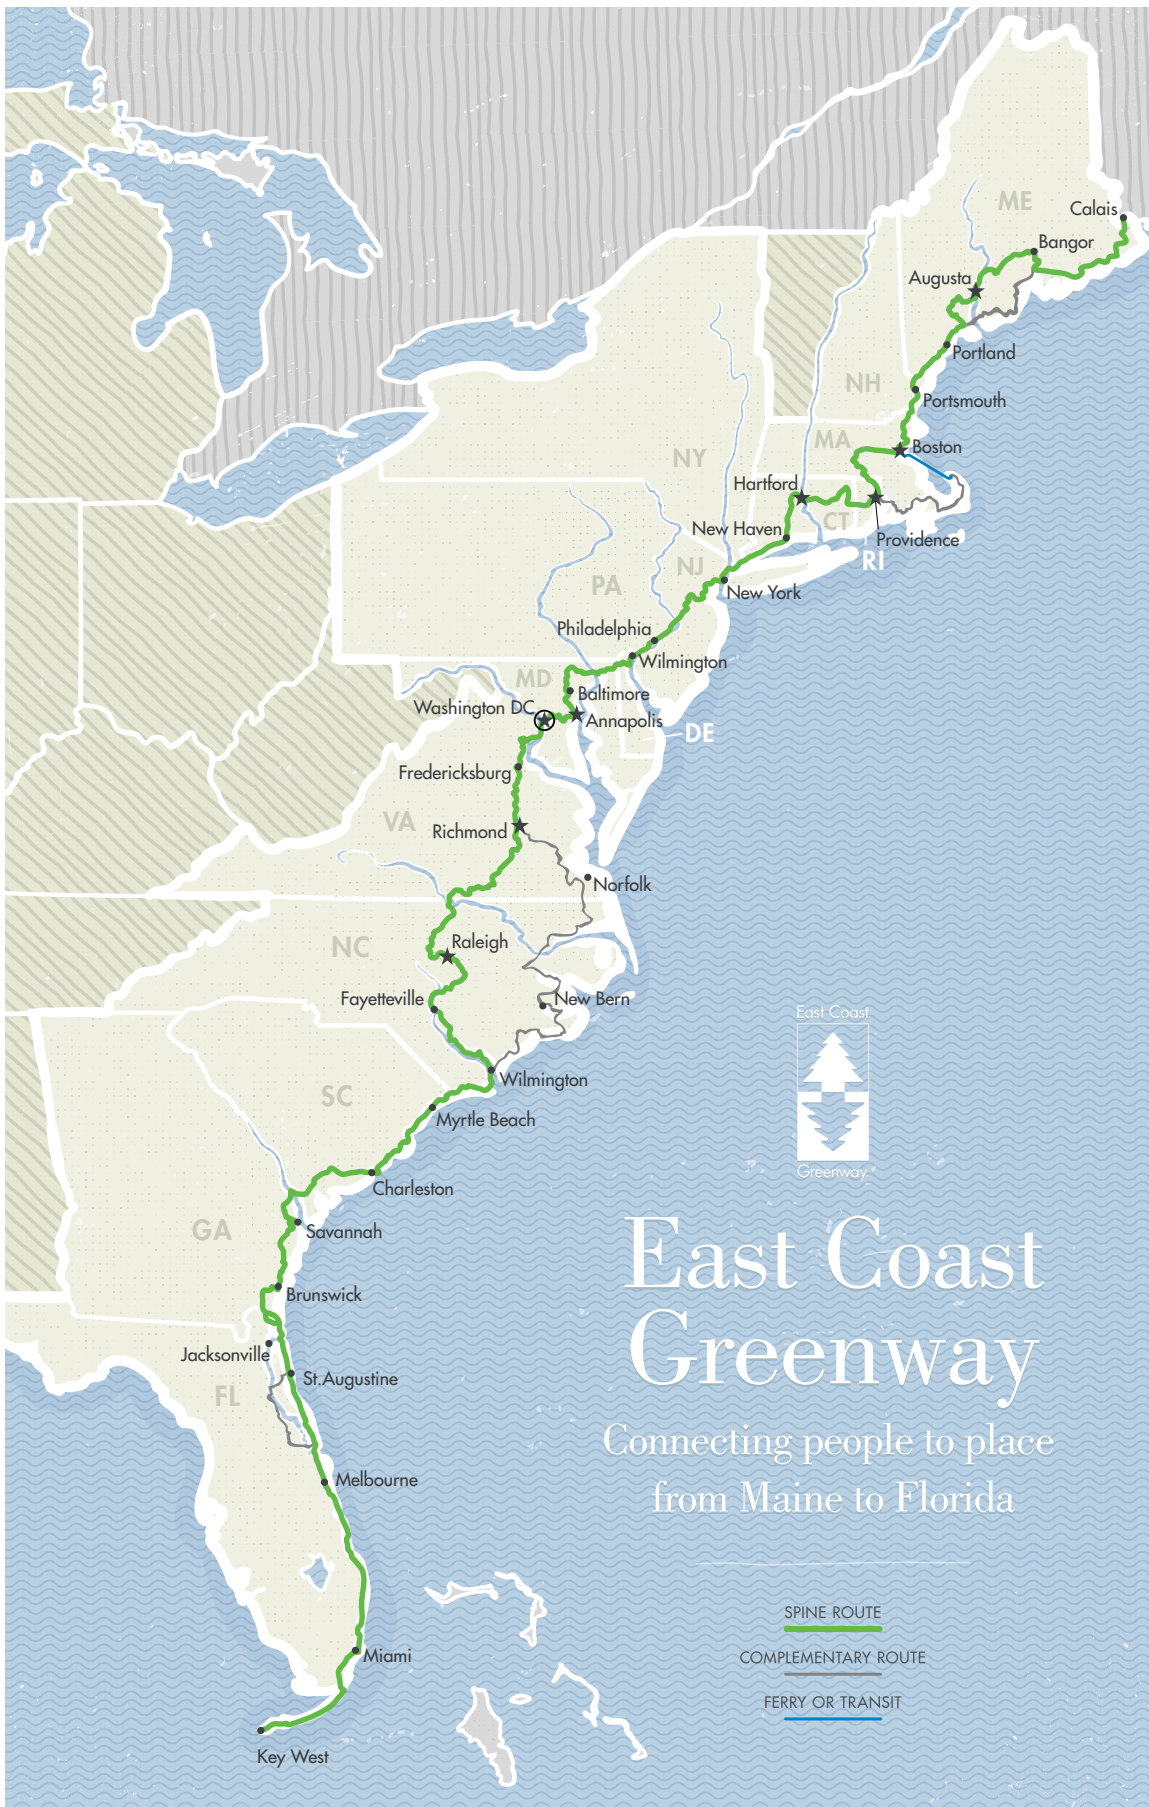 ME
Calais
Bangor
Augusta
Portland
NH
Portsmouth
MA
Boston
NY
Hartford
CT
New Haven
Providence
RI
NJ
PA
New York
Philadelphia
Wilmington
MD
Baltimore
Washington DC
Annapolis
DE
Fredericksburg
VA
Richmond
Norfolk
NC
Raleigh
Fayetteville
New Bern
Wilmington
SC
Myrtle Beach
Charleston
GA
Savannah
Brunswick
Jacksonville
St.Augustine
FL
Melbourne
Miami
Key West
East Coast
Greenway
East Coast
Greenway
Connecting people to place
from Maine to Florida
SPINE ROUTE
COMPLEMENTARY ROUTE
FERRY OR TRANSIT